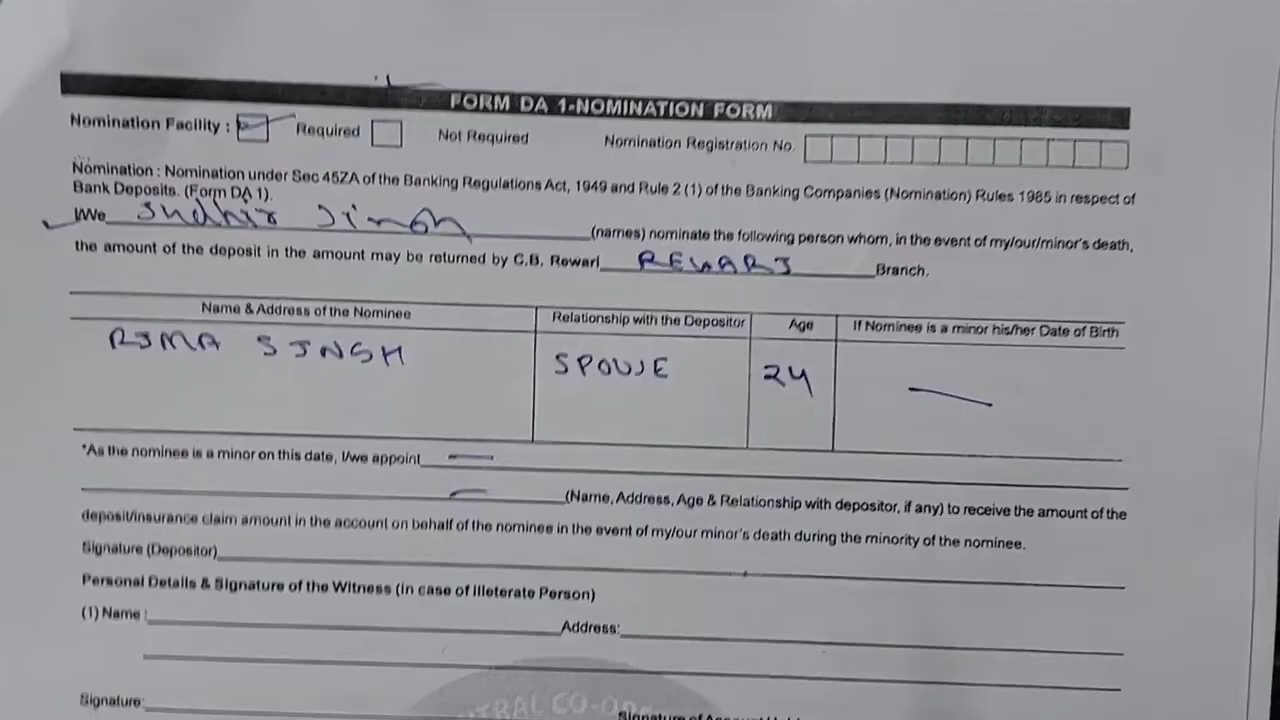 FORM DA 1-NOMINATION FORM
Nomination Facility : Required Not Required Nomination Registration No.
Nomination : Nomination under Sec 45ZA of the Banking Regulations Act, 1949 and Rule 2 (1) of the Banking Companies (Nomination) Rules 1985 in respect of
Bank Deposits. (Form DA 1).
I/We Sudhir Singh (names) nominate the following person whom, in the event of my/our/minor's death,
the amount of the deposit in the amount may be returned by C.B. Rewari REWARI Branch.
Name & Address of the Nominee Relationship with the Depositor Age If Nominee is a minor his/her Date of Birth
RIMA SINGH SPOUSE 24 —
*As the nominee is a minor on this date, I/we appoint —
— (Name, Address, Age & Relationship with depositor, if any) to receive the amount of the
deposit/insurance claim amount in the account on behalf of the nominee in the event of my/our minor's death during the minority of the nominee.
Signature (Depositor)
Personal Details & Signature of the Witness (in case of illeterate Person)
(1) Name : Address:
TRAL CO-OP
Signature: Signature of